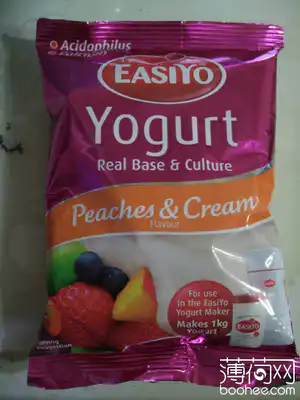 Acidophilus
EASIYO
Yogurt
Real Base & Culture
Peaches & Cream
Flavour
For use
in the EasiYo
Yogurt Maker
Makes 1kg
Yogurt
EASIYO
薄荷网
boohee.com